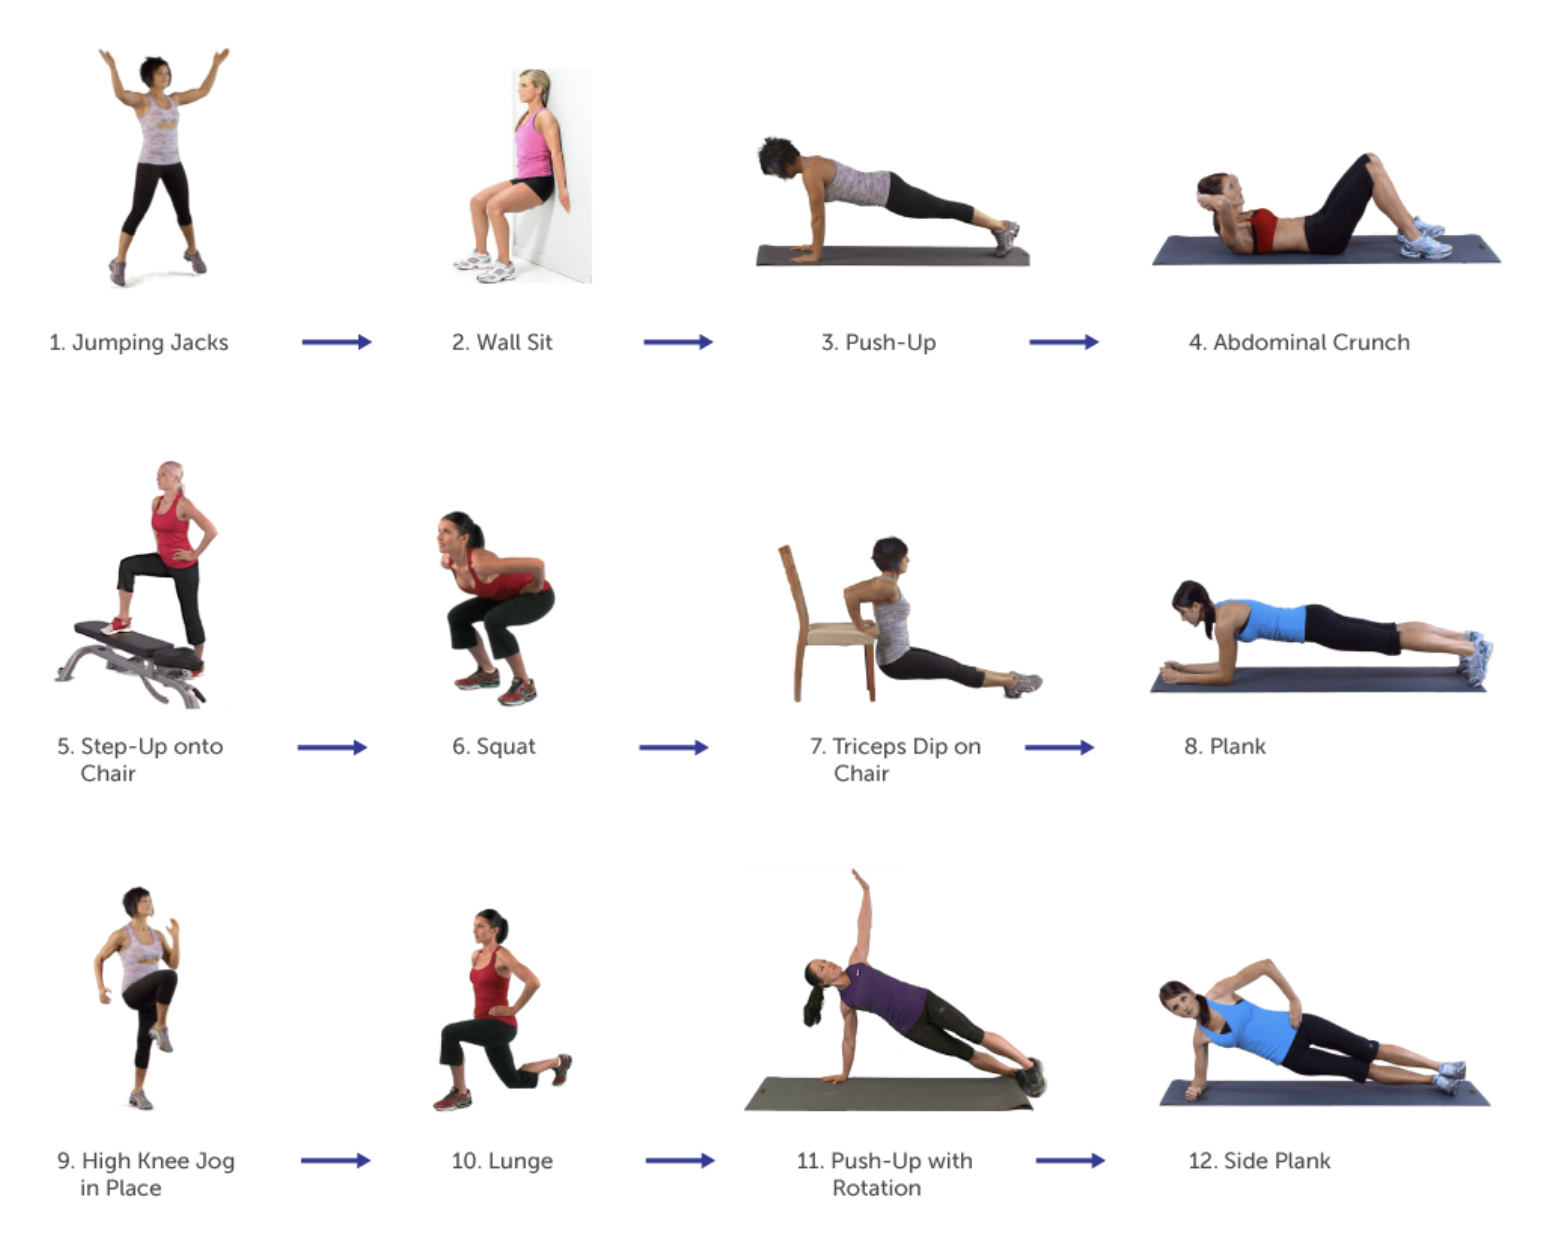 1. Jumping Jacks
2. Wall Sit
3. Push-Up
4. Abdominal Crunch
5. Step-Up onto
Chair
6. Squat
7. Triceps Dip on
Chair
8. Plank
9. High Knee Jog
in Place
10. Lunge
11. Push-Up with
Rotation
12. Side Plank